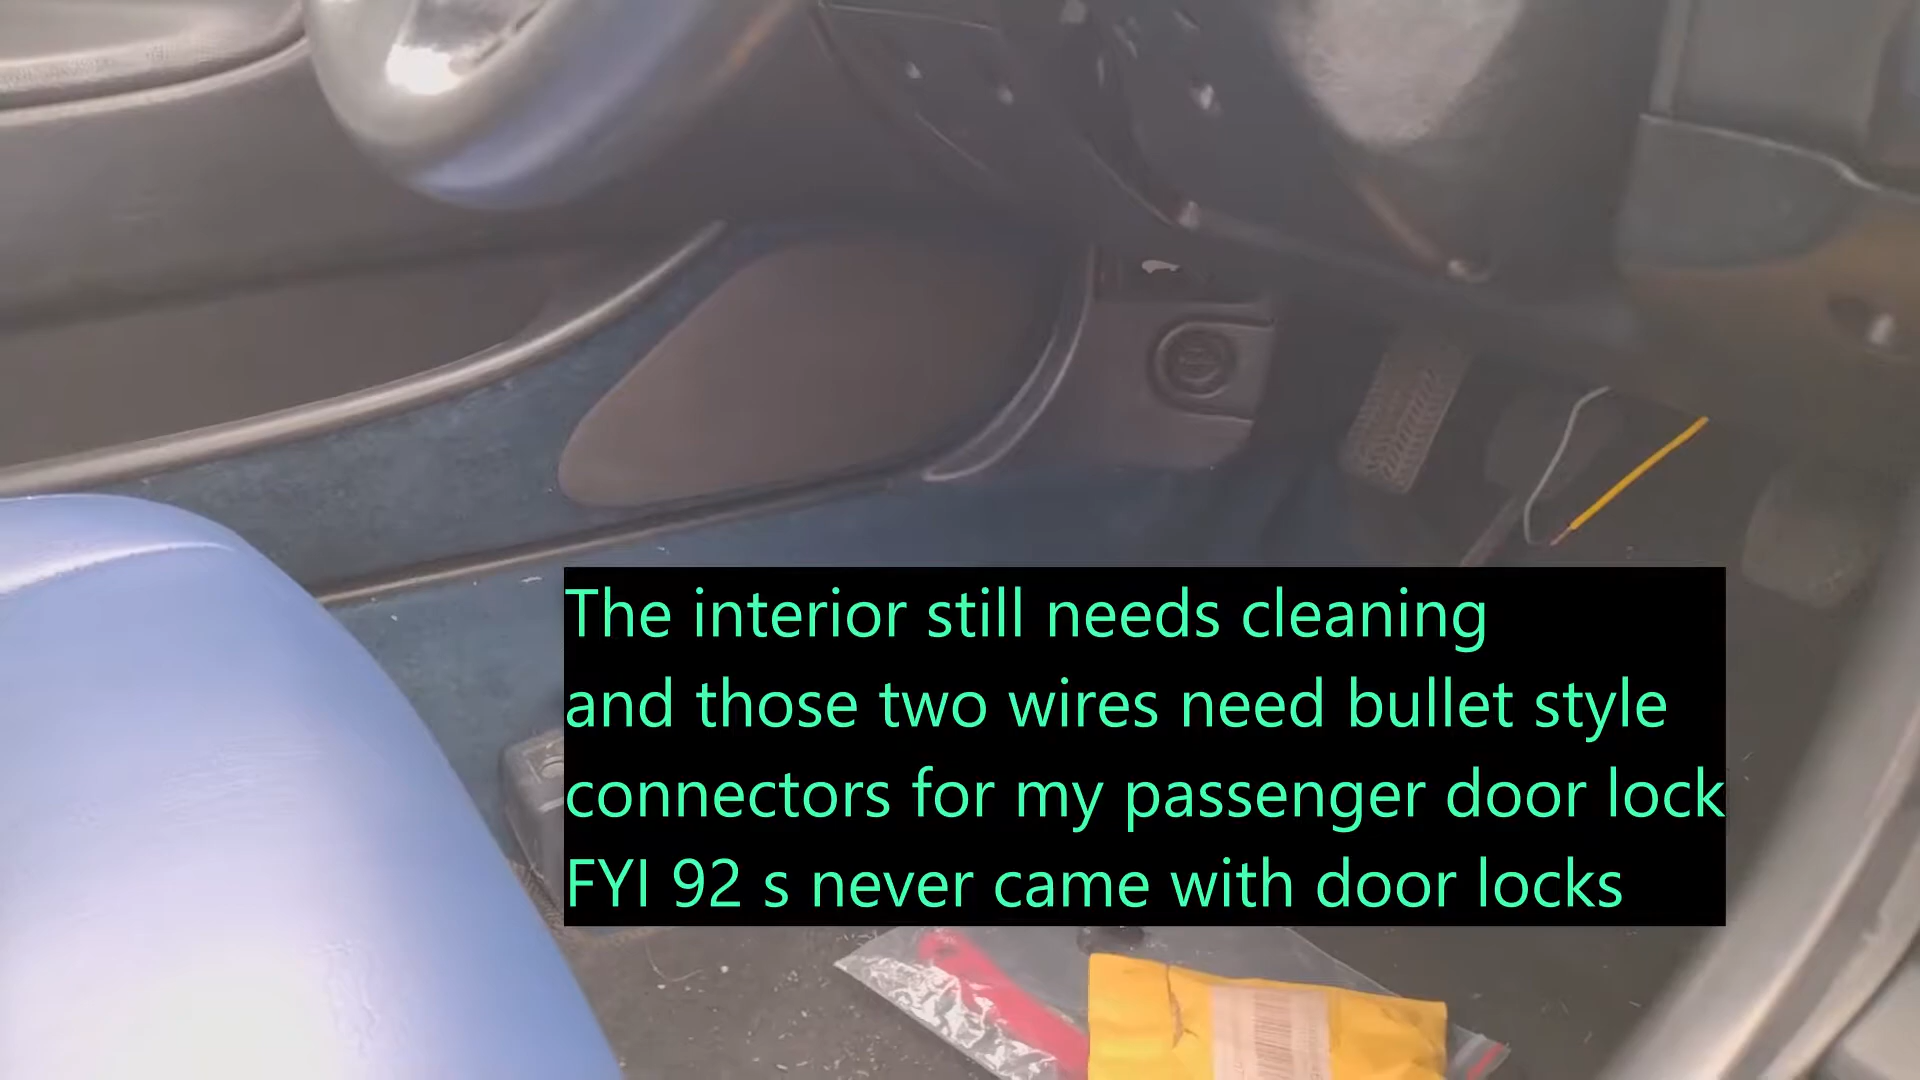 The interior still needs cleaning
and those two wires need bullet style
connectors for my passenger door lock
FYI 92 s never came with door locks